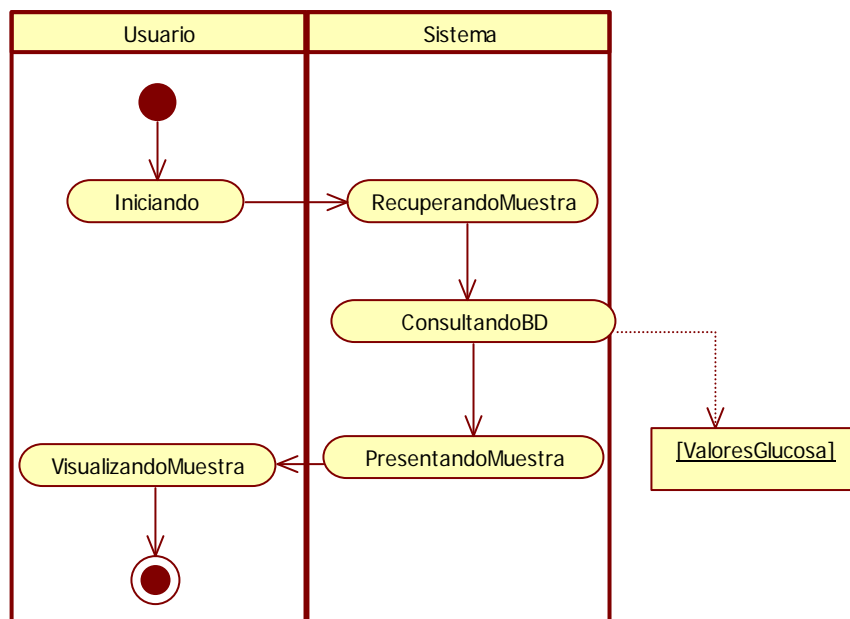 Usuario
Sistema
Iniciando
RecuperandoMuestra
ConsultandoBD
[ValoresGlucosa]
PresentandoMuestra
VisualizandoMuestra